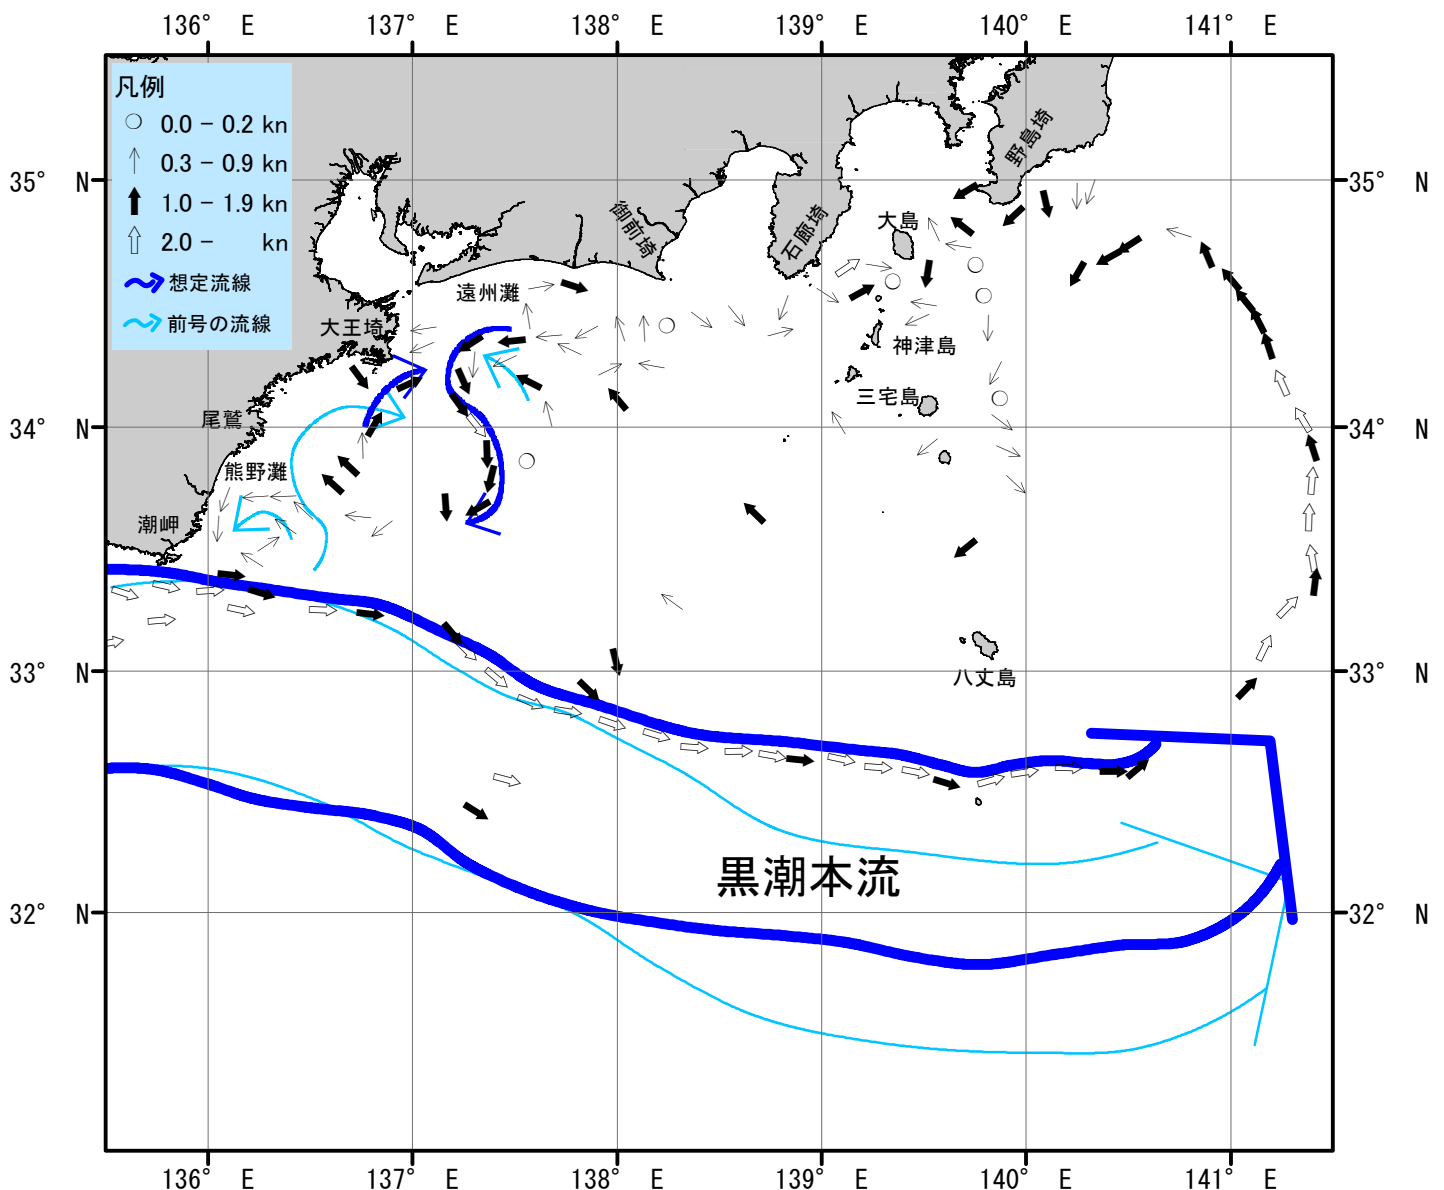 136° E 137° E 138° E 139° E 140° E 141° E
凡例
0.0 - 0.2 kn
0.3 - 0.9 kn
1.0 - 1.9 kn
2.0 - kn
想定流線
前号の流線
35° N
35° N
野島埼
御前埼
石廊埼
大島
遠州灘
大王埼
神津島
三宅島
尾鷲
34° N
34° N
熊野灘
潮岬
33° N
33° N
八丈島
黒潮本流
32° N
32° N
136° E 137° E 138° E 139° E 140° E 141° E